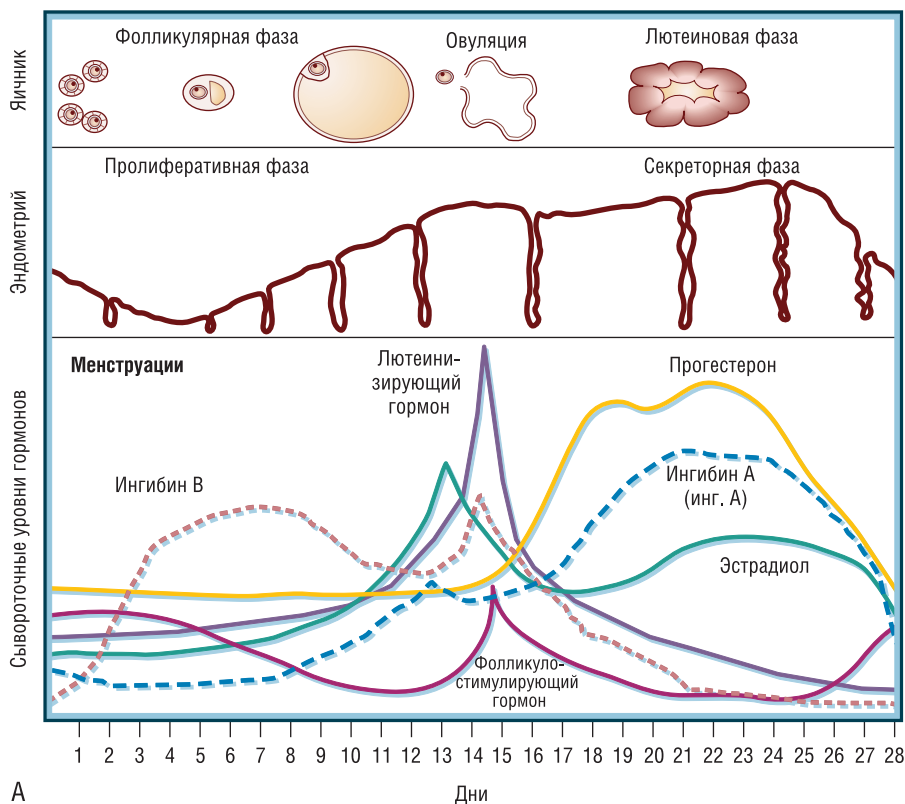 Яичник
Фолликулярная фаза
Овуляция
Лютеиновая фаза
Эндометрий
Пролиферативная фаза
Секреторная фаза
Сывороточные уровни гормонов
Менструации
Лютеини-
зирующий
гормон
Прогестерон
Ингибин В
Ингибин А
(инг. А)
Эстрадиол
Фолликуло-
стимулирующий
гормон
1 2 3 4 5 6 7 8 9 10 11 12 13 14 15 16 17 18 19 20 21 22 23 24 25 26 27 28
А
Дни